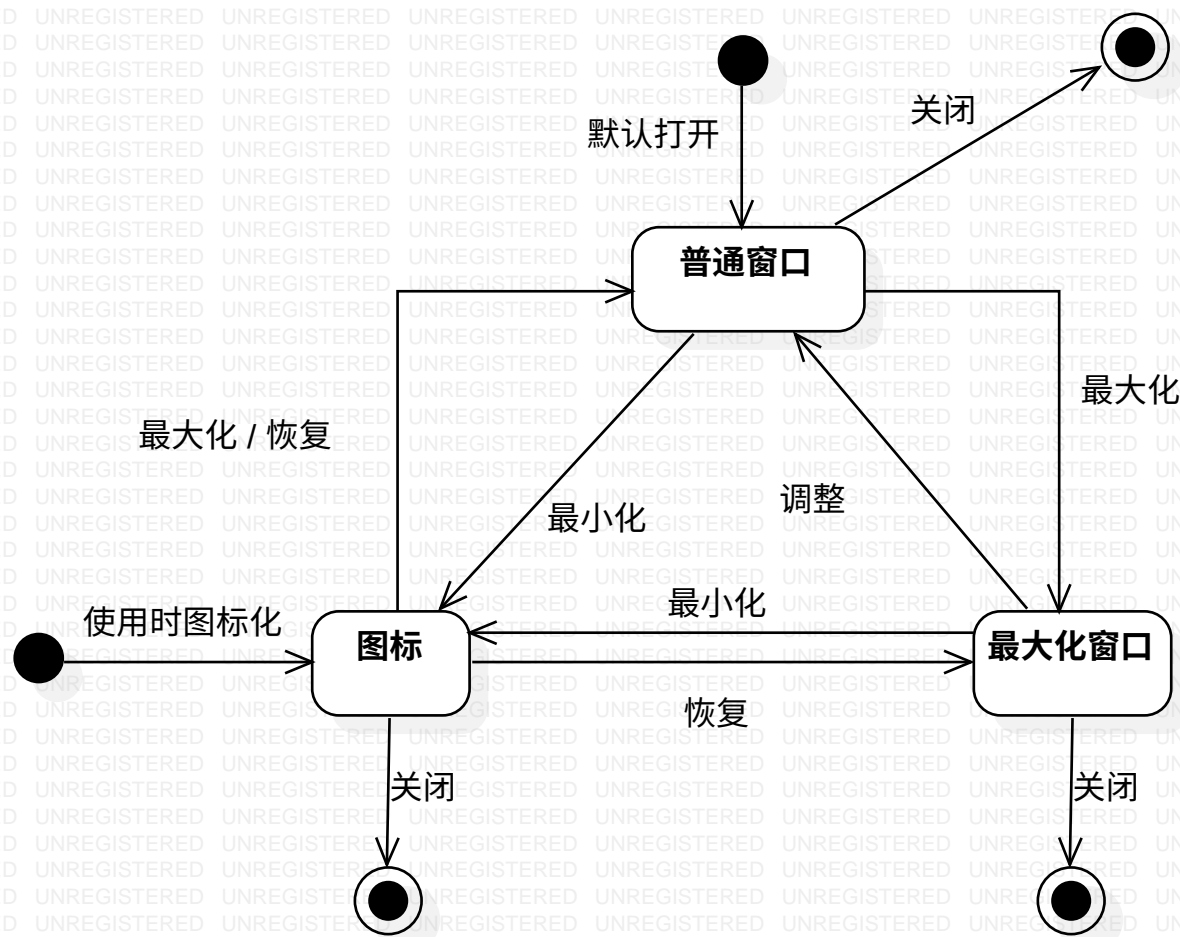 关闭
默认打开
普通窗口
最大化
最大化 / 恢复
调整
最小化
最小化
使用时图标化
图标
最大化窗口
恢复
关闭
关闭
UNREGISTERED